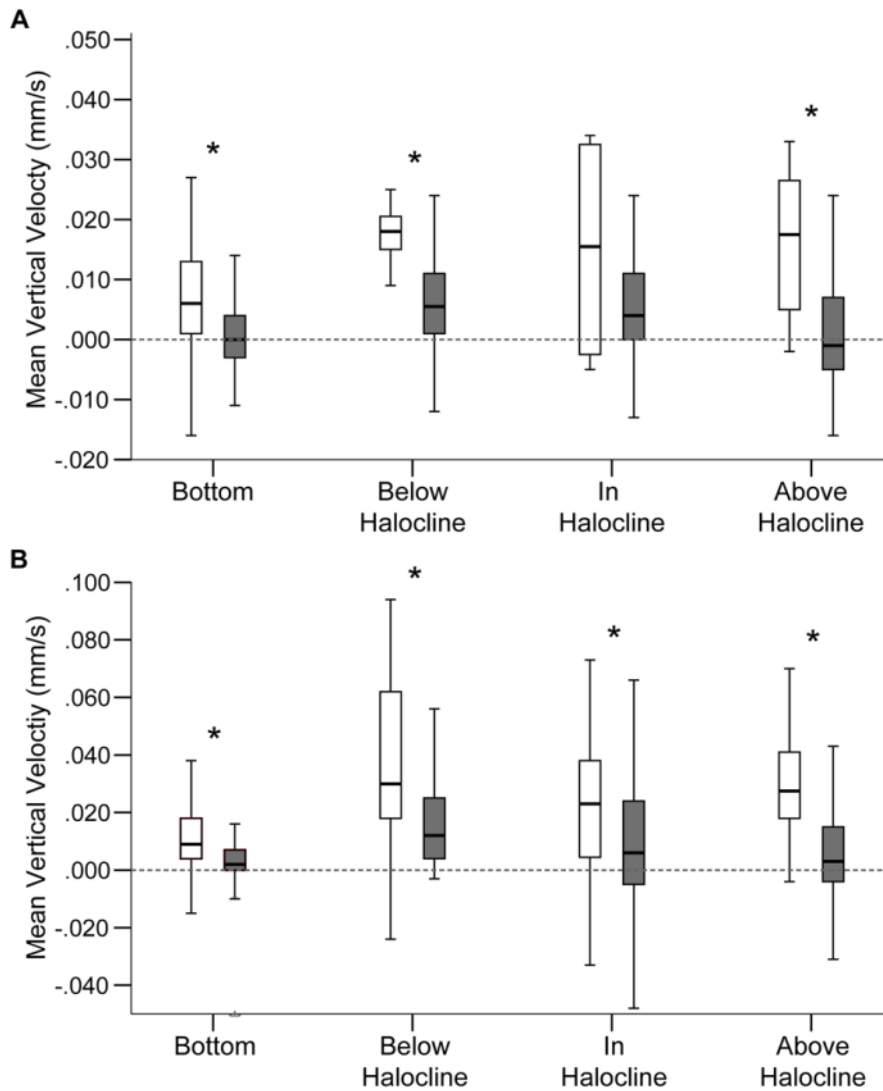 A
Mean Vertical Velocty (mm/s)
.050
.040
.030
.020
.010
.000
-.010
-.020
*
*
*
Bottom
Below
Halocline
In
Halocline
Above
Halocline
B
Mean Vertical Veloctiy (mm/s)
.100
.080
.060
.040
.020
.000
-.020
-.040
*
*
*
*
Bottom
Below
Halocline
In
Halocline
Above
Halocline